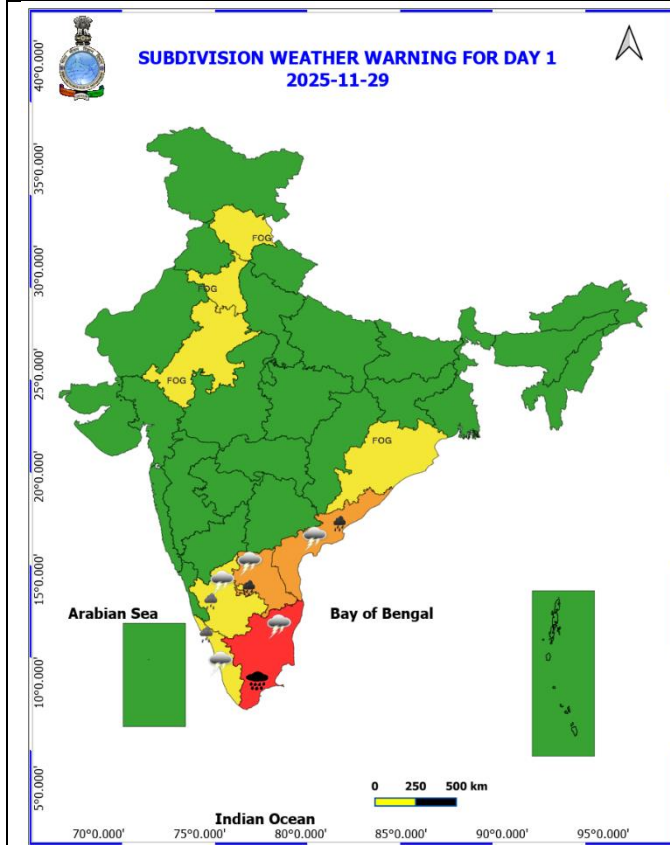 SUBDIVISION WEATHER WARNING FOR DAY 1
2025-11-29
40°0.000'
35°0.000'
30°0.000'
25°0.000'
20°0.000'
15°0.000'
10°0.000'
5°0.000'
FOG
FOG
FOG
FOG
Arabian Sea
Bay of Bengal
0 250 500 km
Indian Ocean
70°0.000' 75°0.000' 80°0.000' 85°0.000' 90°0.000' 95°0.000'